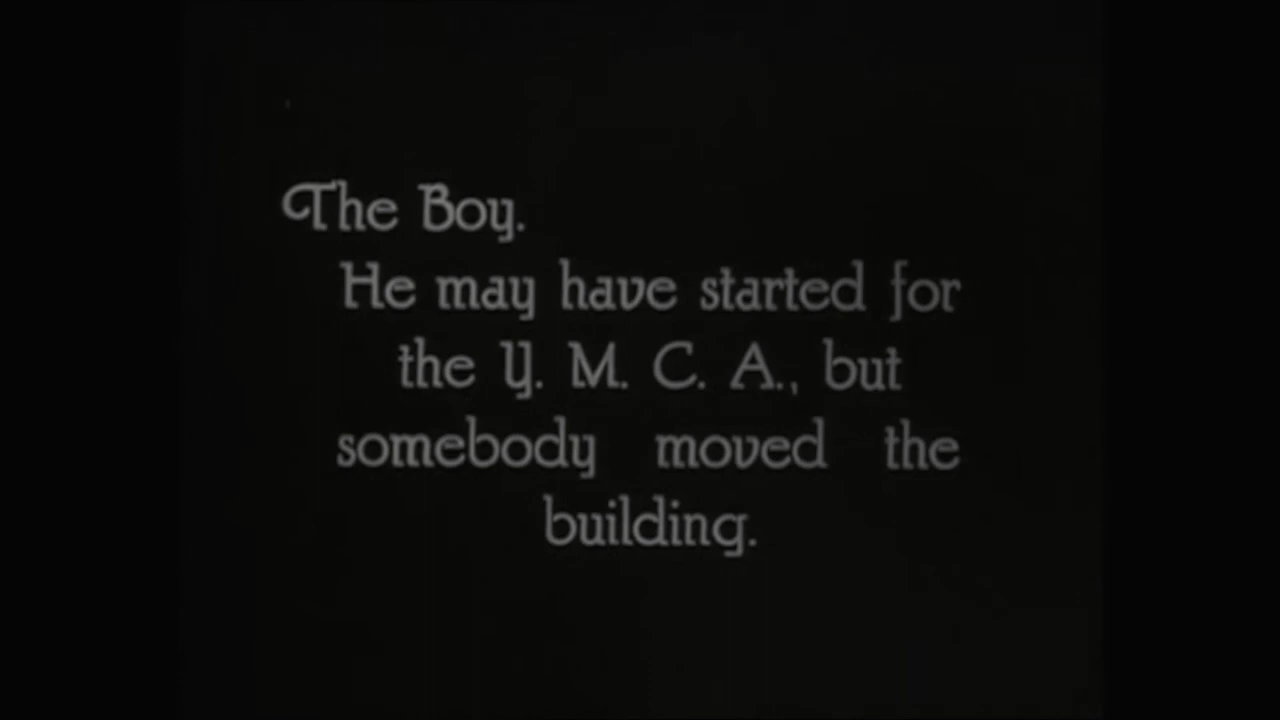 The Boy.
He may have started for
the Y. M. C. A., but
somebody moved the
building.